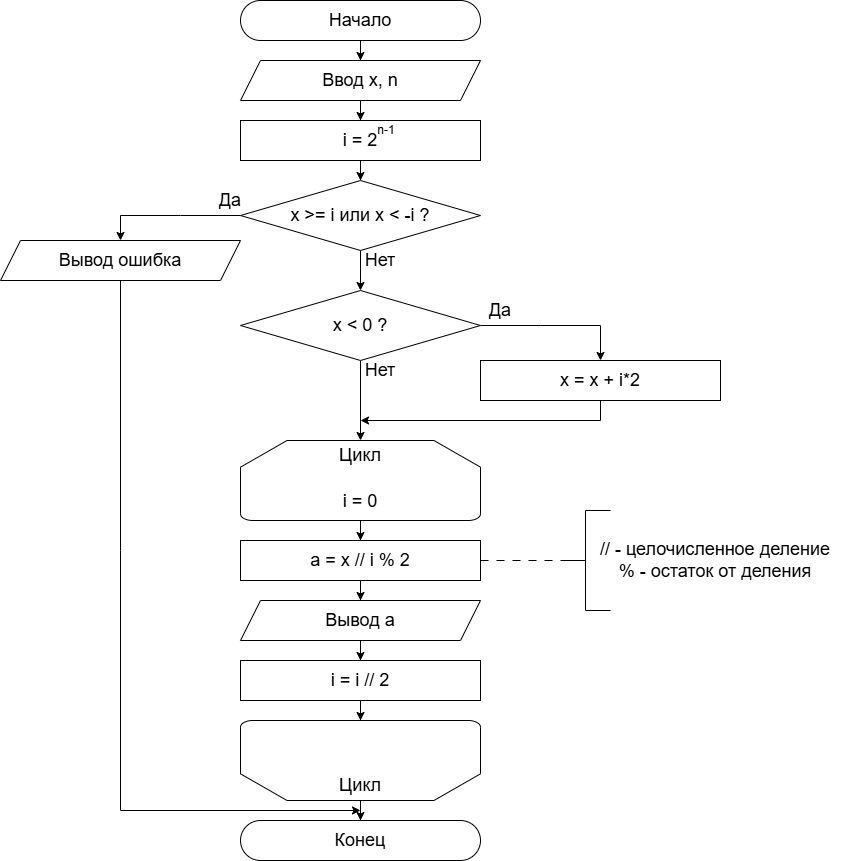 Начало
Ввод x, n
i = 2ⁿ⁻¹
x >= i или x < -i ?
Да
Вывод ошибка
Нет
x < 0 ?
Да
Нет
x = x + i*2
Цикл
i = 0
a = x // i % 2
// - целочисленное деление
% - остаток от деления
Вывод a
i = i // 2
Цикл
Конец